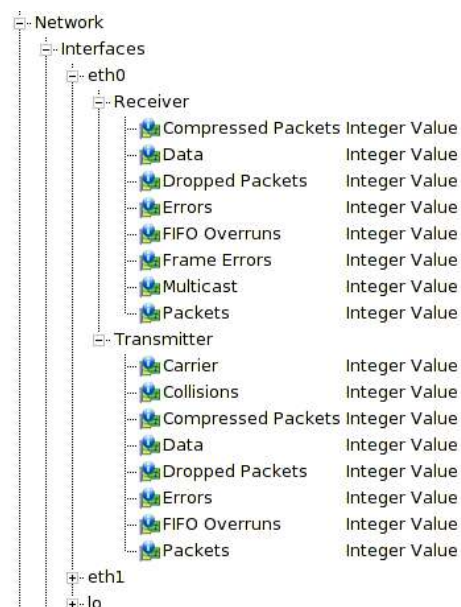 Network
Interfaces
eth0
Receiver
Compressed Packets Integer Value
Data Integer Value
Dropped Packets Integer Value
Errors Integer Value
FIFO Overruns Integer Value
Frame Errors Integer Value
Multicast Integer Value
Packets Integer Value
Transmitter
Carrier Integer Value
Collisions Integer Value
Compressed Packets Integer Value
Data Integer Value
Dropped Packets Integer Value
Errors Integer Value
FIFO Overruns Integer Value
Packets Integer Value
eth1
lo